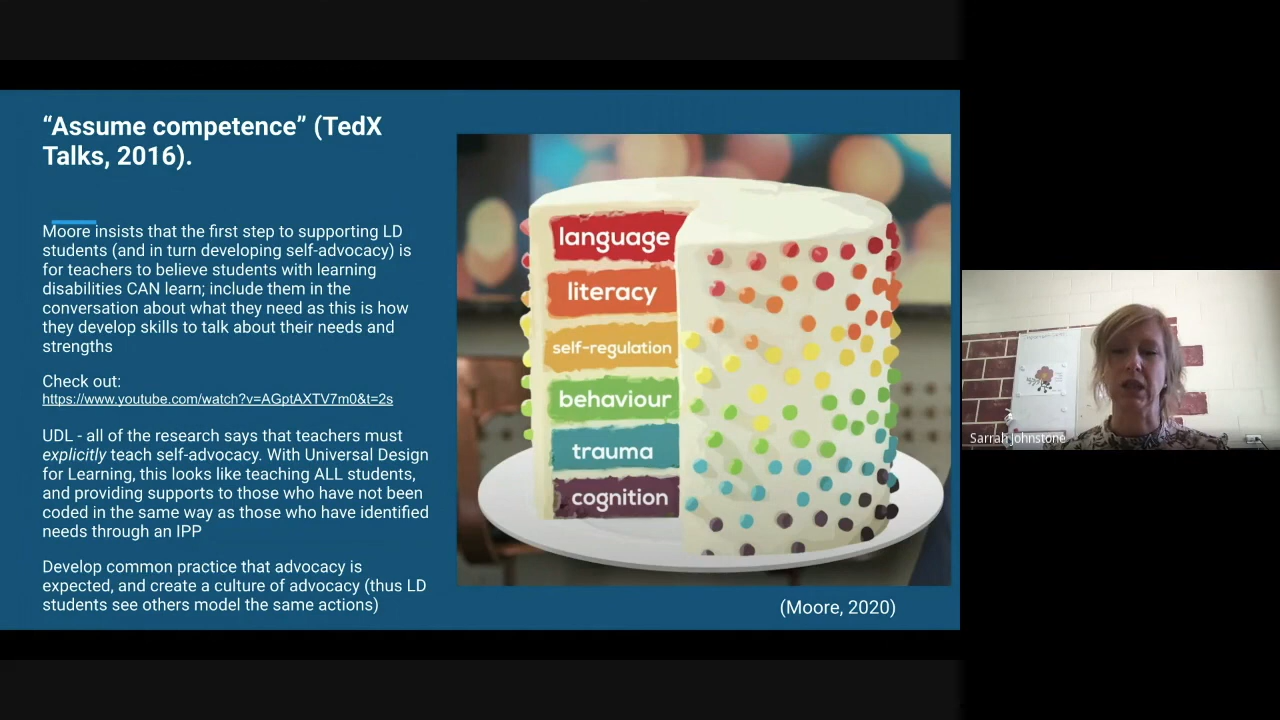 “Assume competence” (TedX
Talks, 2016).
Moore insists that the first step to supporting LD
students (and in turn developing self-advocacy) is
for teachers to believe students with learning
disabilities CAN learn; include them in the
conversation about what they need as this is how
they develop skills to talk about their needs and
strengths
Check out:
https://www.youtube.com/watch?v=AGptAXTV7m0&t=2s
UDL - all of the research says that teachers must
explicitly teach self-advocacy. With Universal Design
for Learning, this looks like teaching ALL students,
and providing supports to those who have not been
coded in the same way as those who have identified
needs through an IPP
Develop common practice that advocacy is
expected, and create a culture of advocacy (thus LD
students see others model the same actions)
language
literacy
self-regulation
behaviour
trauma
cognition
(Moore, 2020)
Sarrah Johnstone